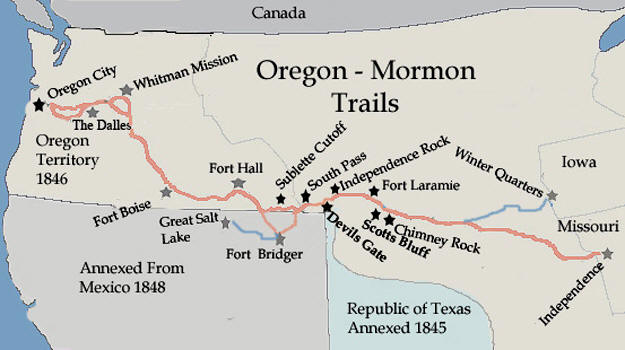 Canada
Oregon - Mormon
Trails
Oregon City
Whitman Mission
The Dalles
Oregon
Territory
1846
Fort Boise
Fort Hall
Sublette Cutoff
South Pass
Independence Rock
Fort Laramie
Winter Quarters
Iowa
Missouri
Independence
Great Salt
Lake
Fort Bridger
Devils Gate
Scotts Bluff
Chimney Rock
Annexed From
Mexico 1848
Republic of Texas
Annexed 1845